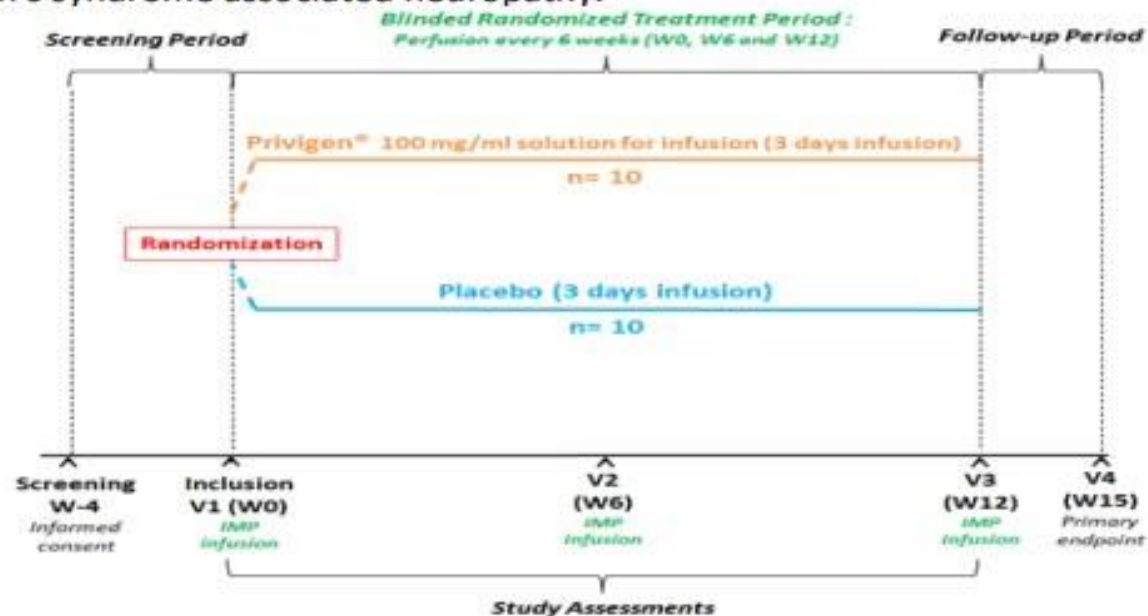 syndrome associated neuropathy.
Blinded Randomized Treatment Period :
Screening Period
Perfusion every 6 weeks (W0, W6 and W12)
Follow-up Period
Privigen® 100 mg/ml solution for infusion (3 days infusion)
n= 10
Randomization
Placebo (3 days infusion)
n= 10
Screening
W-4
Informed
consent
Inclusion
V1 (W0)
IMP
infusion
V2
(W6)
IMP
Infusion
V3
(W12)
IMP
Infusion
V4
(W15)
Primary
endpoint
Study Assessments